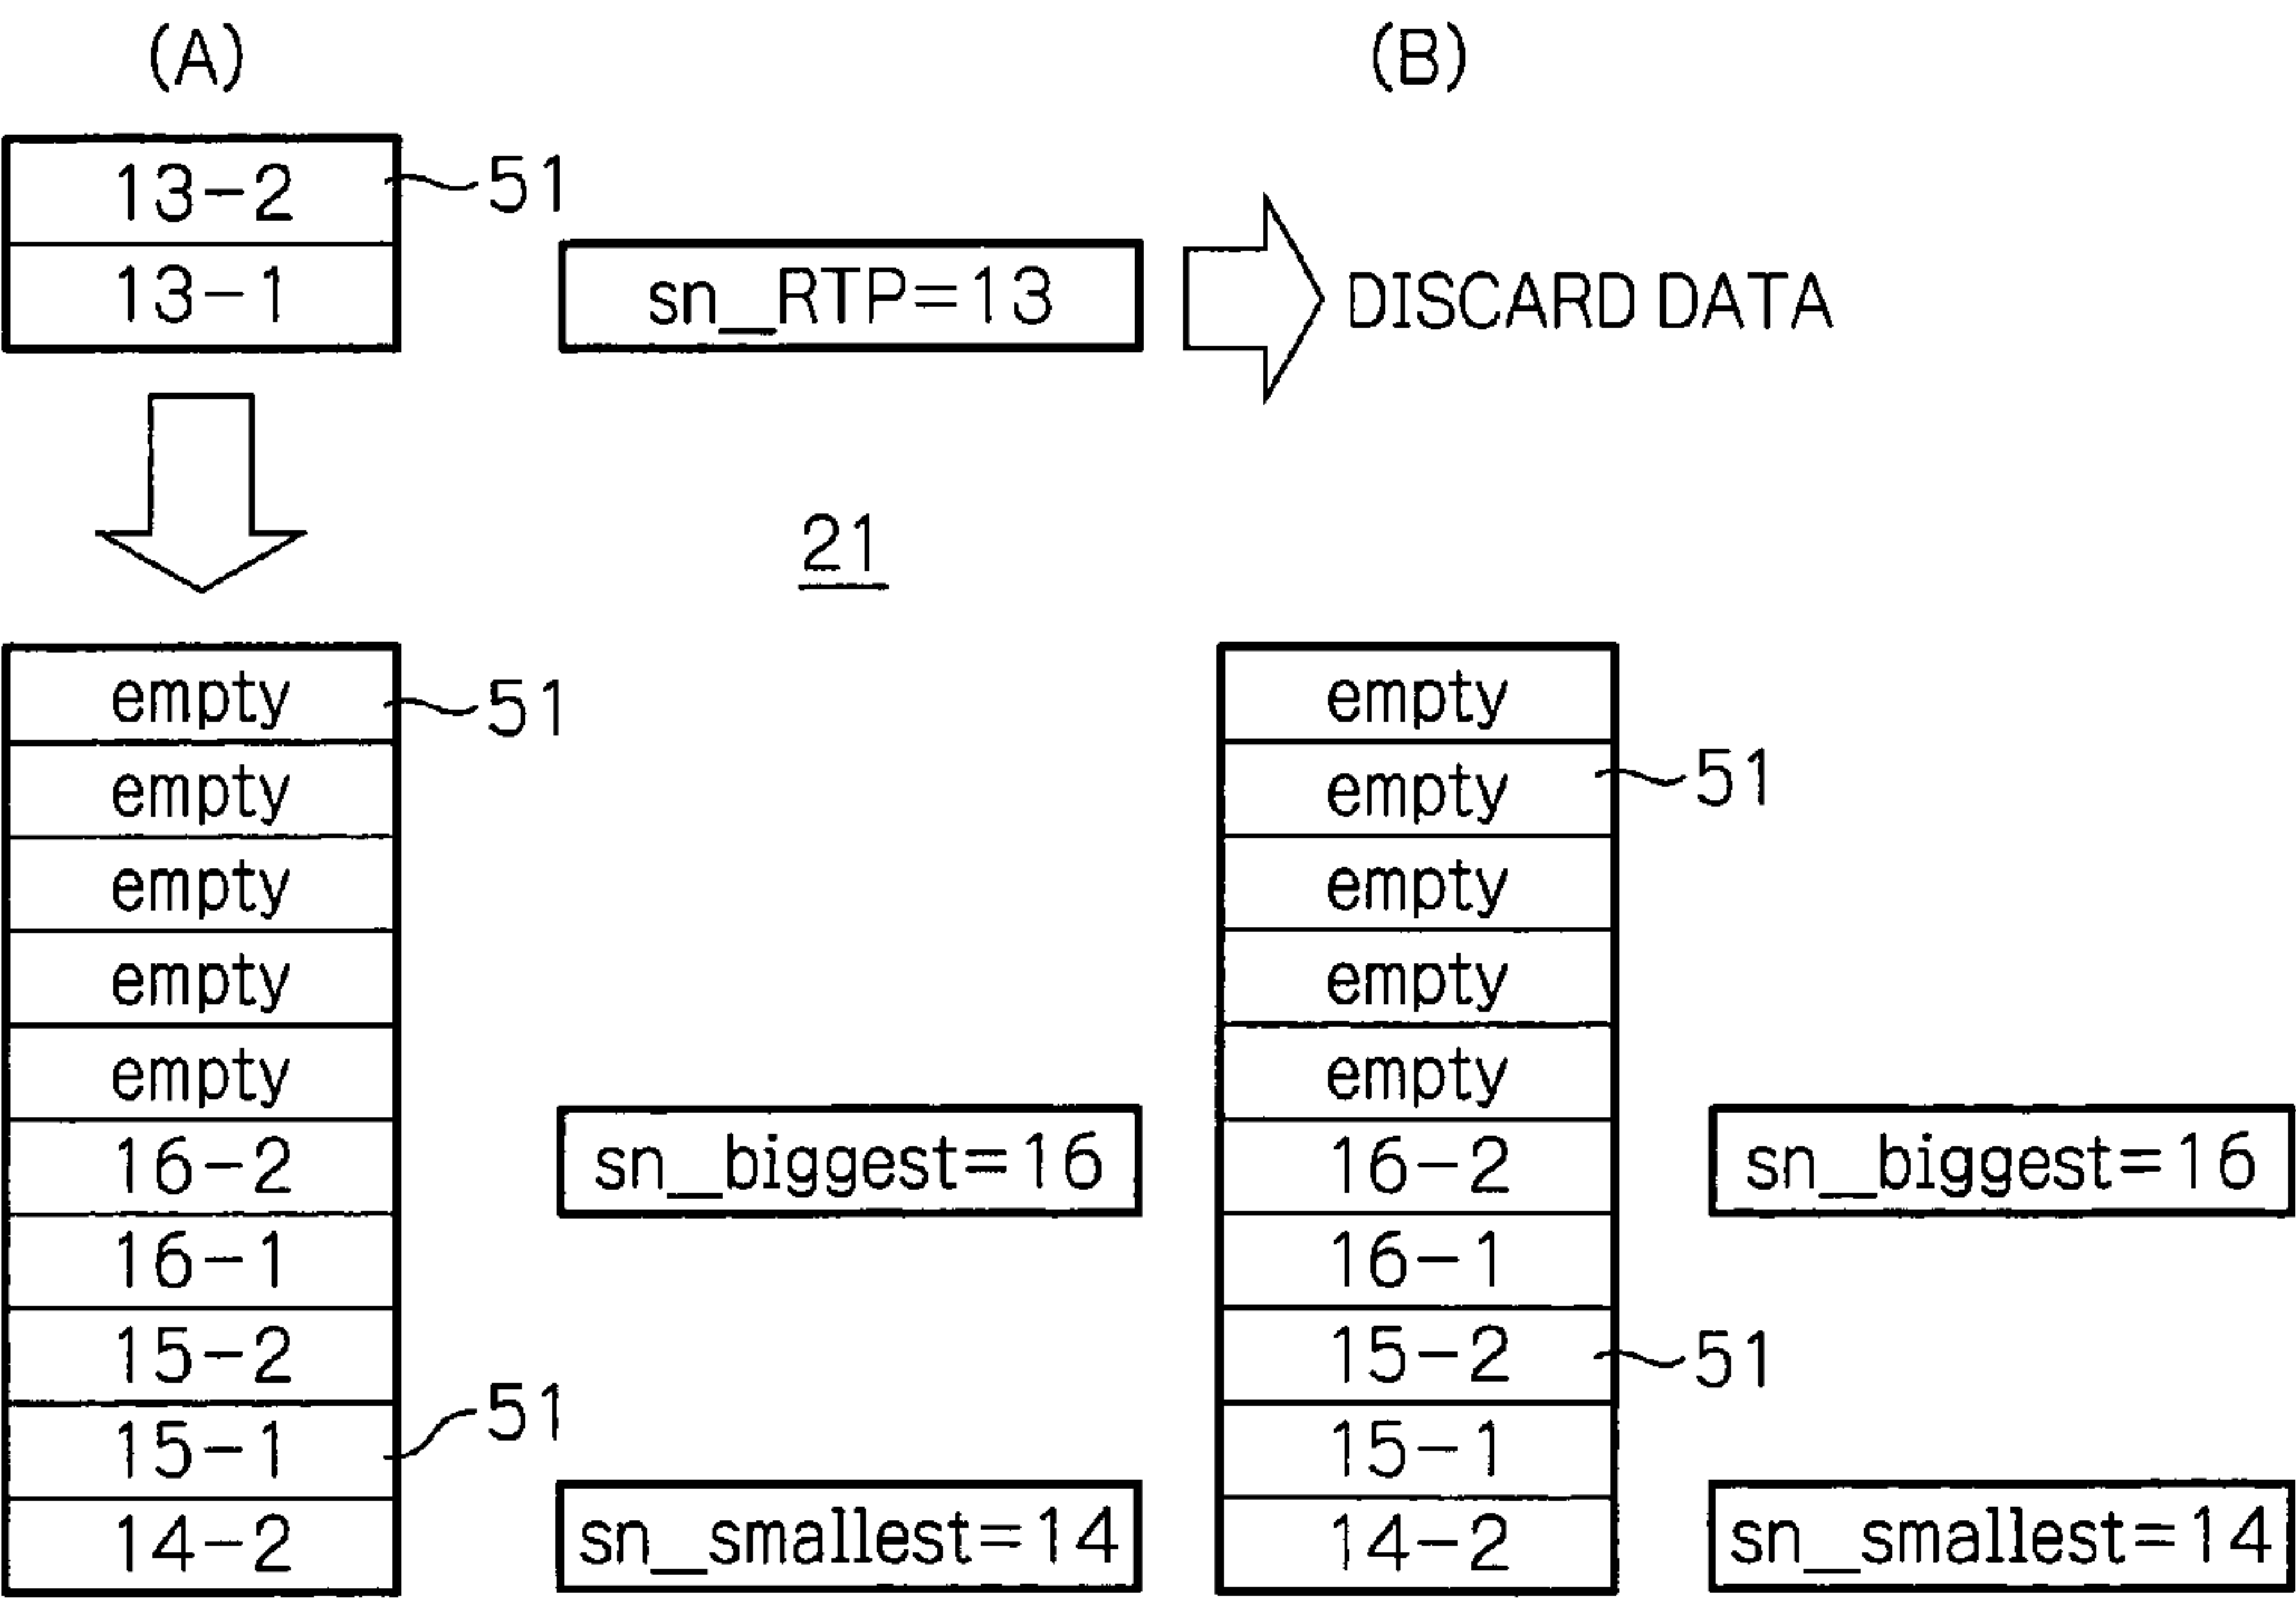 (A)
(B)
13-2
51
13-1
sn_RTP=13
DISCARD DATA
21
empty
51
empty
empty
empty
empty
16-2
sn_biggest=16
16-1
15-2
15-1
51
14-2
sn_smallest=14
empty
empty
51
empty
empty
empty
16-2
sn_biggest=16
16-1
15-2
51
15-1
14-2
sn_smallest=14